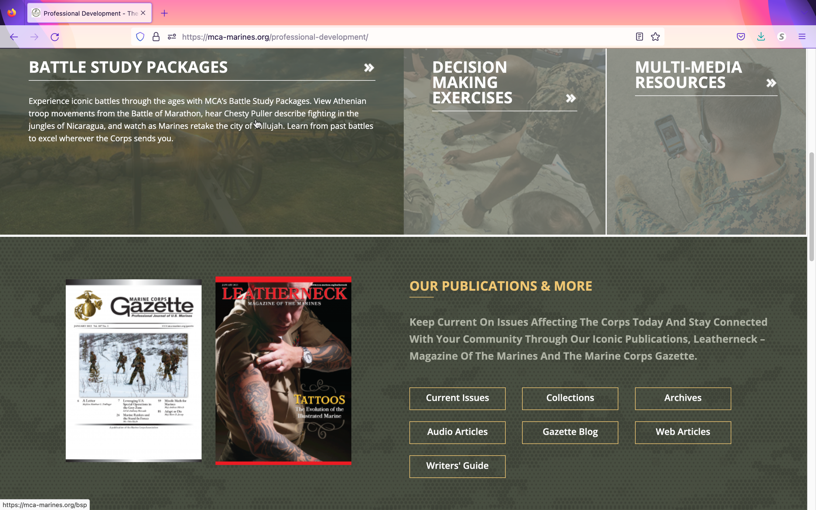 Professional Development - The
https://mca-marines.org/professional-development/
BATTLE STUDY PACKAGES
Experience iconic battles through the ages with MCA's Battle Study Packages. View Athenian
troop movements from the Battle of Marathon, hear Chesty Puller describe fighting in the
jungles of Nicaragua, and watch as Marines retake the city of Fallujah. Learn from past battles
to excel wherever the Corps sends you.
DECISION
MAKING
EXERCISES
MULTI-MEDIA
RESOURCES
MARINE CORPS
Gazette
Professional Journal of U.S. Marines
LEATHERNECK
MAGAZINE OF THE MARINES
TATTOOS
The Evolution of the
Illustrated Marine
OUR PUBLICATIONS & MORE
Keep Current On Issues Affecting The Corps Today And Stay Connected
With Your Community Through Our Iconic Publications, Leatherneck –
Magazine Of The Marines And The Marine Corps Gazette.
Current Issues
Collections
Archives
Audio Articles
Gazette Blog
Web Articles
Writers' Guide
https://mca-marines.org/bsp